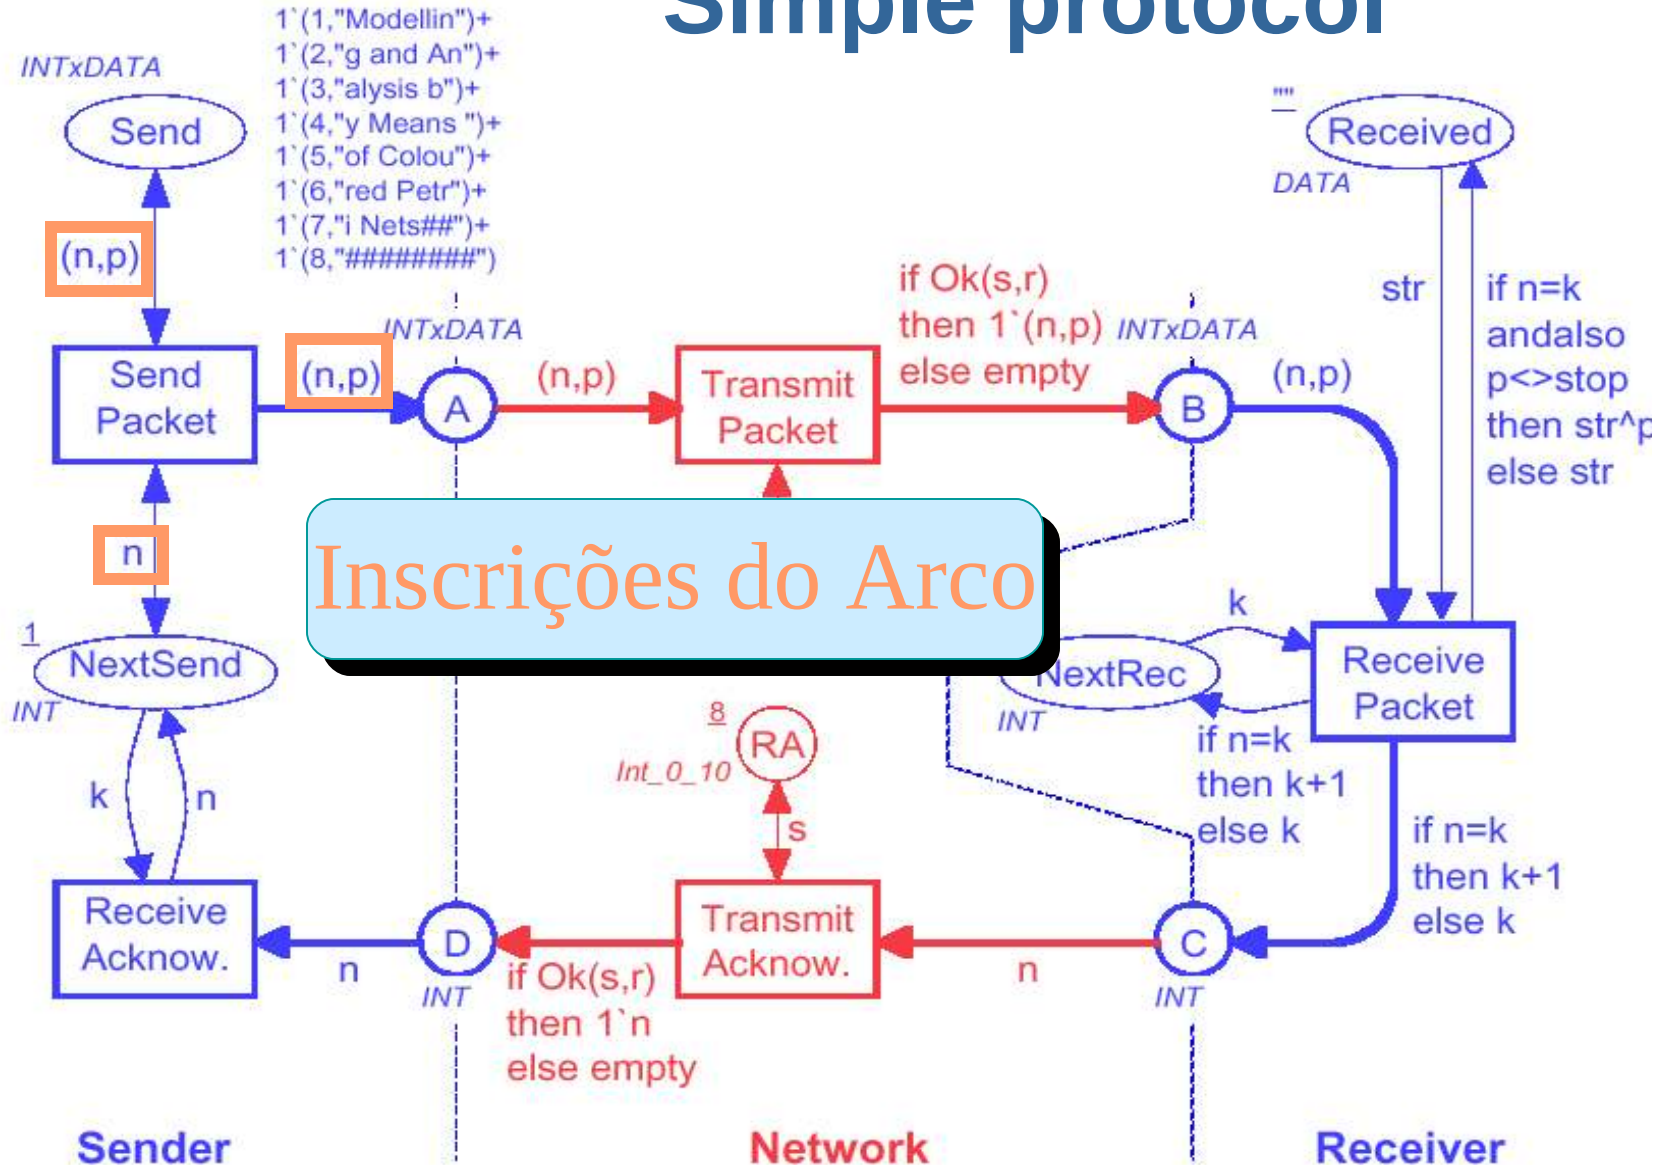 Simple protocol
1`(1,"Modellin")+
1`(2,"g and An")+
1`(3,"alysis b")+
1`(4,"y Means ")+
1`(5,"of Colou")+
1`(6,"red Petr")+
1`(7,"i Nets##")+
1`(8,"########")
INTxDATA
Send
(n,p)
""
Received
DATA
str
if n=k
andalso
p<>stop
then str^p
else str
Send
Packet
(n,p)
INTxDATA
A
(n,p)
Transmit
Packet
if Ok(s,r)
then 1`(n,p)
else empty
INTxDATA
B
(n,p)
n
Inscrições do Arco
1
NextSend
INT
k
n
8
RA
Int_0_10
s
NextRec
INT
k
if n=k
then k+1
else k
Receive
Packet
if n=k
then k+1
else k
Receive
Acknow.
n
D
INT
if Ok(s,r)
then 1`n
else empty
Transmit
Acknow.
n
C
INT
Sender
Network
Receiver